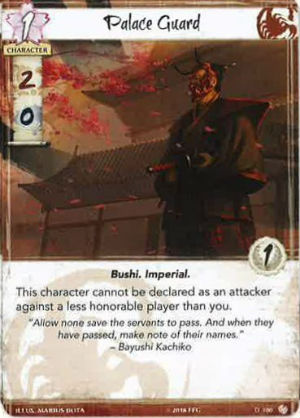 1
Palace Guard
CHARACTER
2
0
1
Bushi. Imperial.
This character cannot be declared as an attacker
against a less honorable player than you.
"Allow none save the servants to pass. And when they
have passed, make note of their names."
~ Bayushi Kachiko
ILLUS. MARIUS BOTA
© 2016 FFG